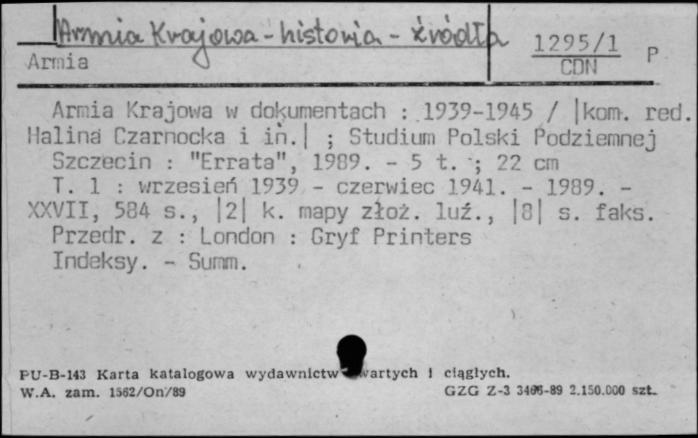 Armia Krajowa - historia - źródła
1295/1 P
CDN
Armia
Armia Krajowa w dokumentach : 1939-1945 / |kom. red.
Halina Czarnocka i in.| ; Studium Polski Podziemnej
Szczecin : "Errata", 1989. - 5 t. ; 22 cm
T. 1 : wrzesień 1939 - czerwiec 1941. - 1989. -
XXVII, 584 s., |2| k. mapy złoż. luź., |8| s. faks.
Przedr. z : London : Gryf Printers
Indeksy. - Summ.
PU-B-143 Karta katalogowa wydawnictw wartych i ciągłych.
W.A. zam. 1562/On/89 GZG Z-3 3466-89 2.150.000 szt.